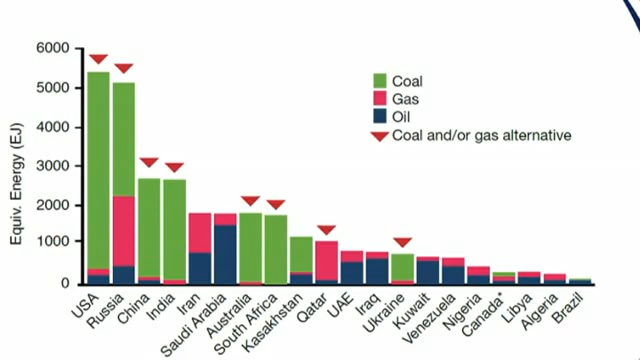 6000
5000
4000
3000
2000
1000
0
Equiv. Energy (EJ)
Coal
Gas
Oil
Coal and/or gas alternative
USA
Russia
China
India
Iran
Saudi Arabia
Australia
South Africa
Kasakhstan
Qatar
UAE
Iraq
Ukraine
Kuwait
Venezuela
Nigeria
Canada*
Libya
Algeria
Brazil